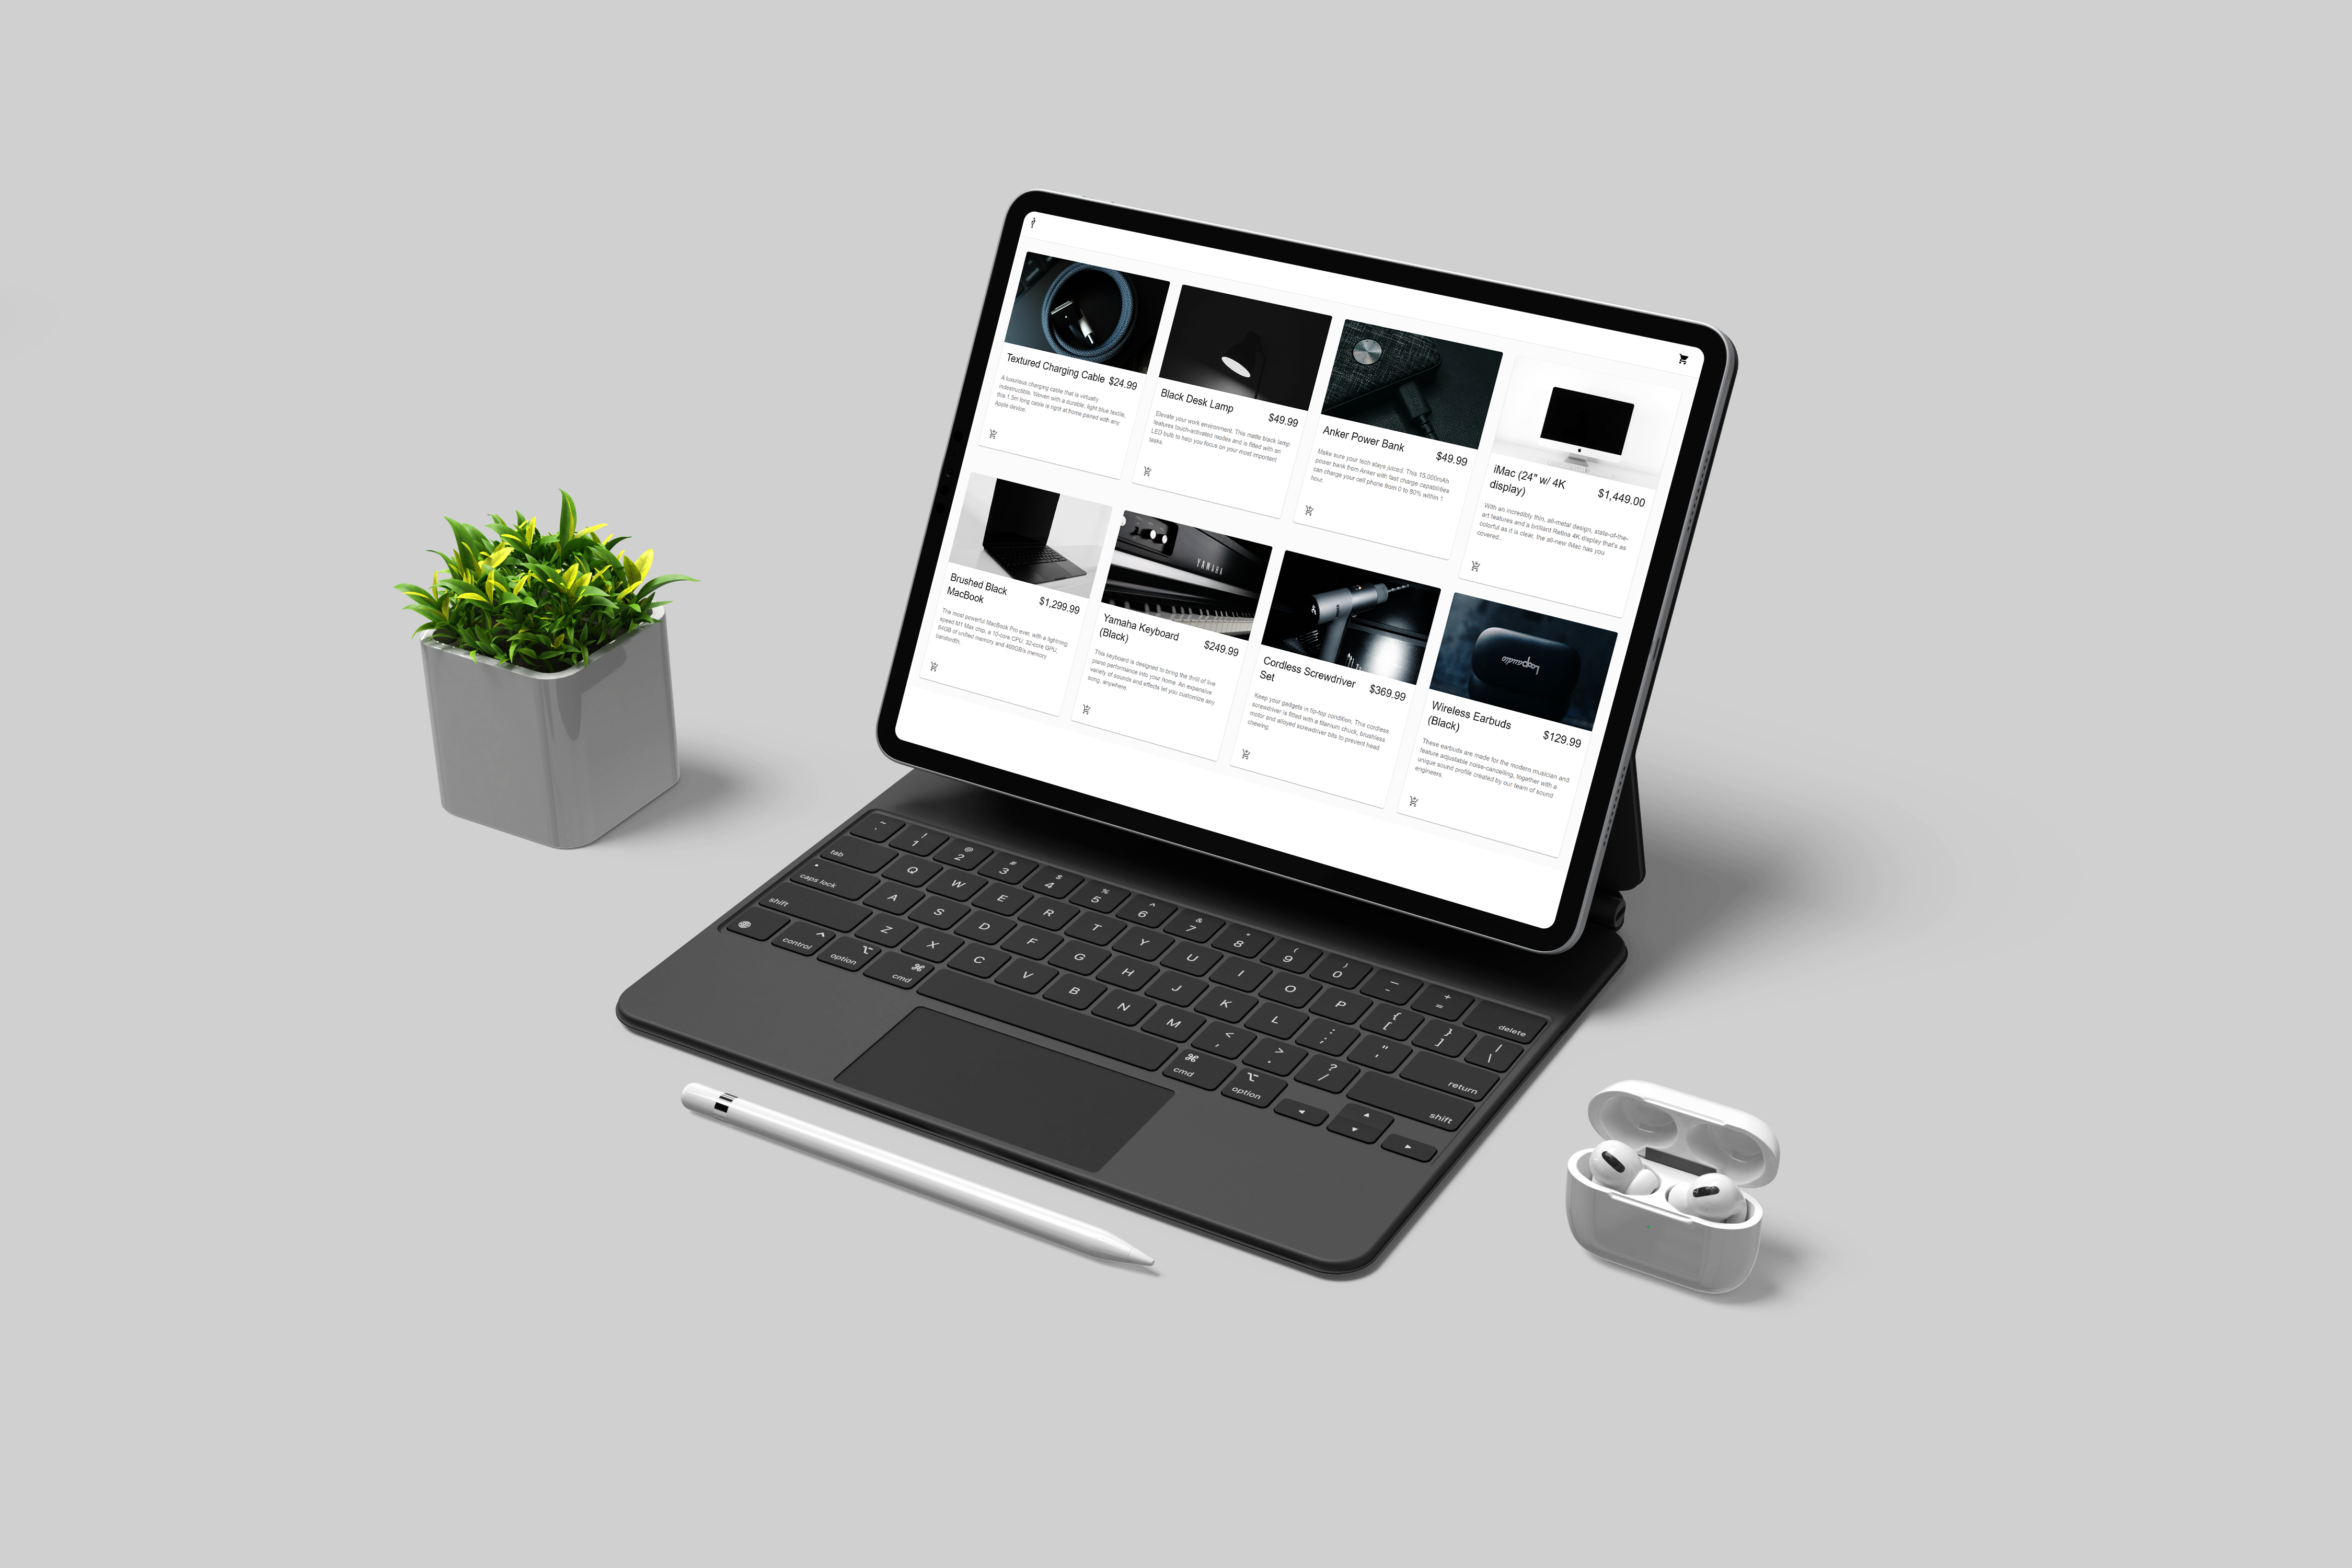 Textured Charging Cable $24.99
A luxurious charging cable that is virtually
indestructible. Woven with a durable, light blue textile,
this 1.5m long cable is right at home paired with any
Apple device.
Black Desk Lamp $49.99
Elevate your work environment. This matte black lamp
features touch-activated modes and is fitted with an
LED bulb to help you focus on your most important
tasks.
Anker Power Bank $49.99
Make sure your tech stays juiced. This 15,000mAh
power bank from Anker with fast charge capabilities
can charge your cell phone from 0 to 80% within 1
hour.
iMac (24" w/ 4K
display) $1,449.00
With an incredibly thin, all-metal design, state-of-the-
art features and a brilliant Retina 4K display that's as
colorful as it is clear, the all-new iMac has you
covered..
Brushed Black
MacBook $1,299.99
The most powerful MacBook Pro ever, with a lightning
speed M1 Max chip, a 10-core CPU, 32-core GPU,
64GB of unified memory and 400GB/s memory
bandwidth.
YAMAHA
Yamaha Keyboard
(Black) $249.99
This keyboard is designed to bring the thrill of live
piano performance into your home. An expansive
variety of sounds and effects let you customize any
song, anywhere.
Cordless Screwdriver
Set $369.99
Keep your gadgets in tip-top condition. This cordless
screwdriver is fitted with a titanium chuck, brushless
motor and alloyed screwdriver bits to prevent head
chewing.
Wireless Earbuds
(Black) $129.99
These earbuds are made for the modern musician and
feature adjustable noise-cancelling, together with a
unique sound profile created by our team of sound
engineers.
~ ! @ # $ % ^ & * ( ) — +
` 1 2 3 4 5 6 7 8 9 0 - = delete
tab Q W E R T Y U I O P { [ } ] | \
caps lock A S D F G H J K L : ; " ' return
shift Z X C V B N M < , > . ? / shift
control ^ option ⌥ cmd ⌘ ⌘ cmd ⌥ option ◀ ▲ ▼ ▶